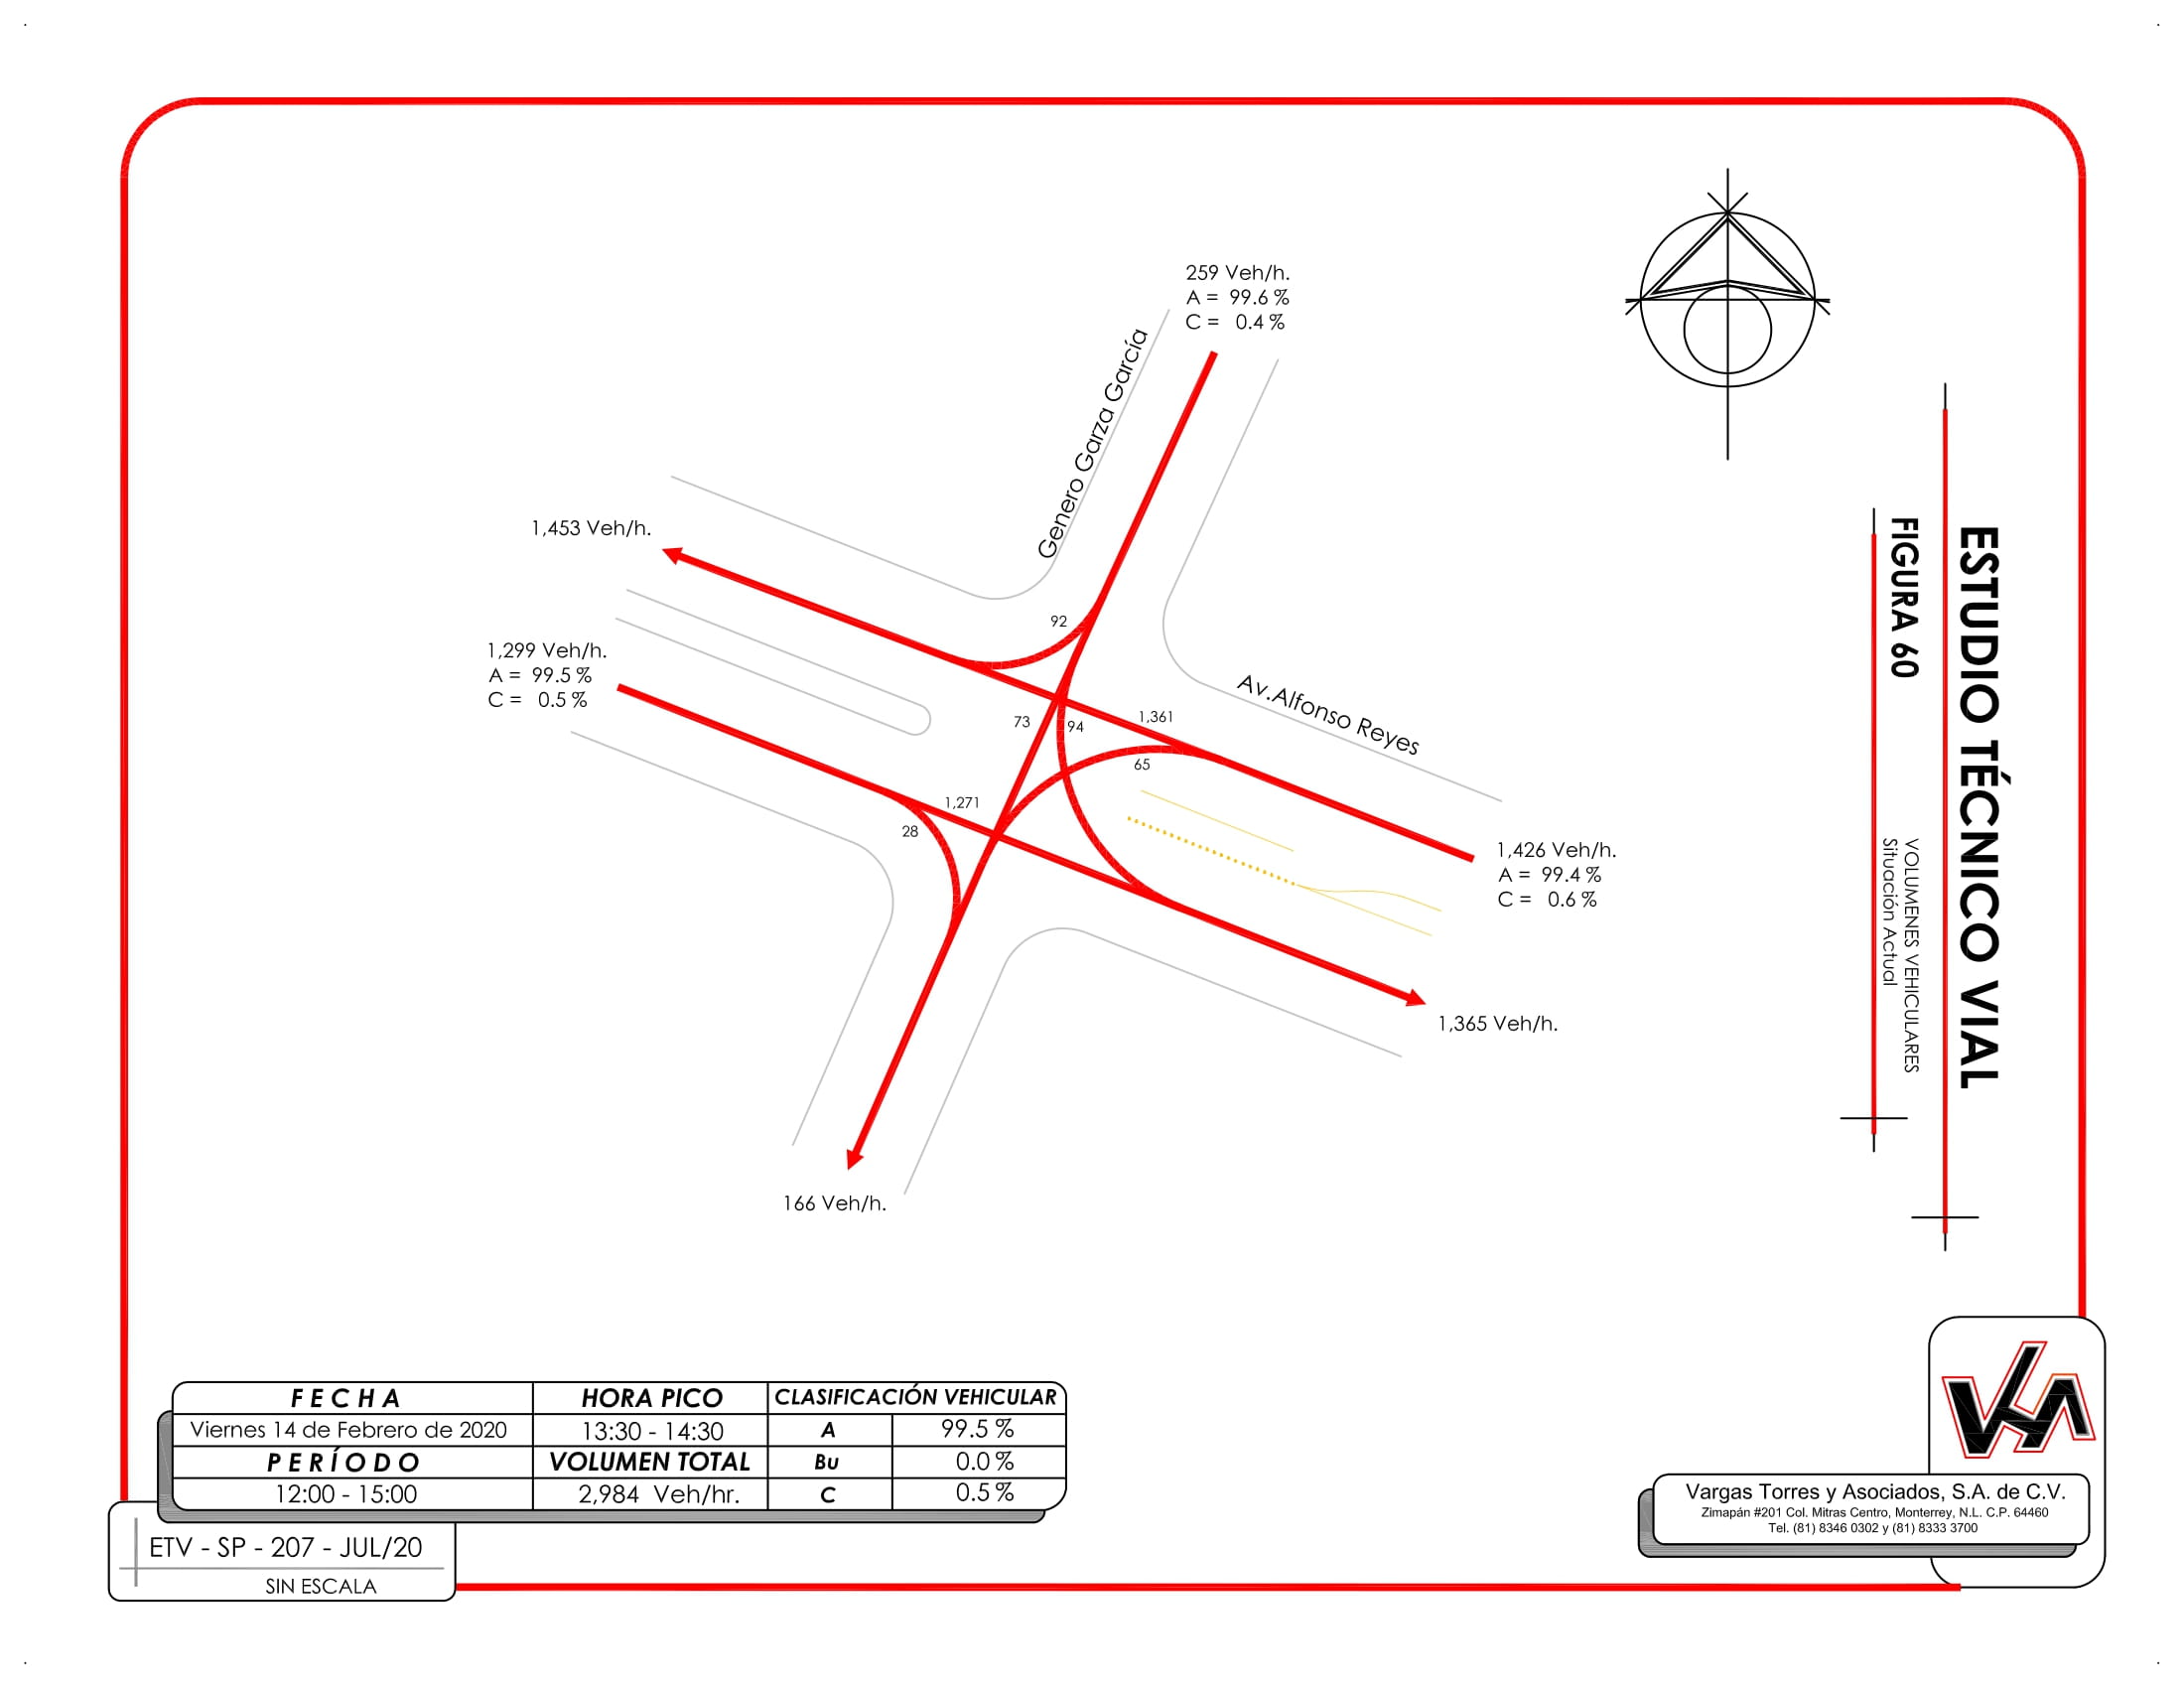 259 Veh/h.
A = 99.6 %
C = 0.4 %
Genero Garza García
1,453 Veh/h.
1,299 Veh/h.
A = 99.5 %
C = 0.5 %
92
73
94
1,361
Av.Alfonso Reyes
65
1,271
28
1,426 Veh/h.
A = 99.4 %
C = 0.6 %
1,365 Veh/h.
166 Veh/h.
ESTUDIO TÉCNICO VIAL
FIGURA 60
VOLUMENES VEHICULARES
Situación Actual
FECHA HORA PICO CLASIFICACIÓN VEHICULAR
Viernes 14 de Febrero de 2020 13:30 - 14:30 A 99.5 %
PERÍODO VOLUMEN TOTAL Bu 0.0 %
12:00 - 15:00 2,984 Veh/hr. C 0.5 %
ETV - SP - 207 - JUL/20
SIN ESCALA
VTA
Vargas Torres y Asociados, S.A. de C.V.
Zimapán #201 Col. Mitras Centro, Monterrey, N.L. C.P. 64460
Tel. (81) 8346 0302 y (81) 8333 3700